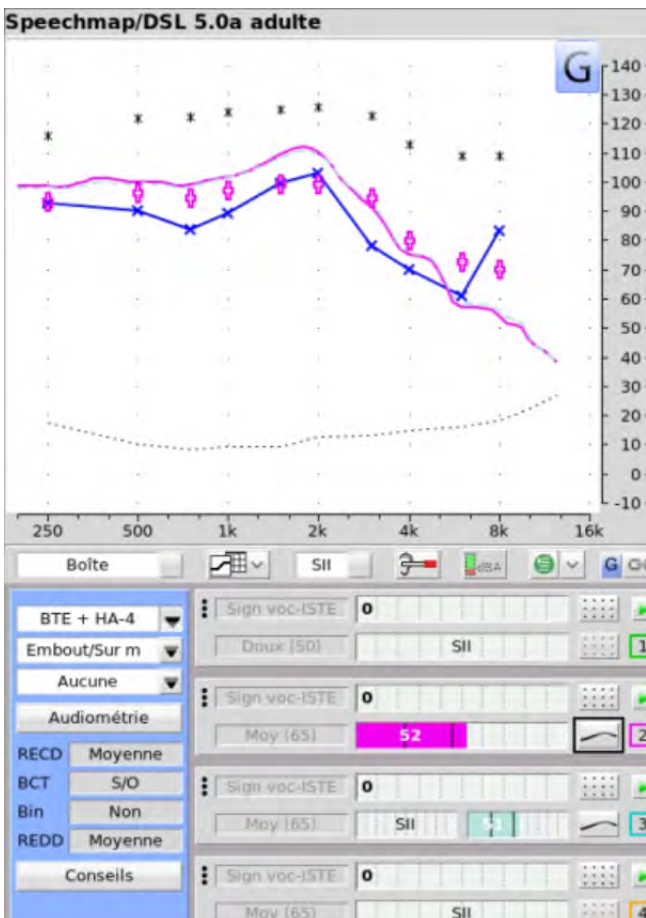 Speechmap/DSL 5.0a adulte
G
140
130
120
110
100
90
80
70
60
50
40
30
20
10
0
-10
250 500 1k 2k 4k 8k 16k
Boîte SII dBA G
BTE + HA-4
Embout/Sur m
Aucune
Audiométrie
RECD Moyenne
BCT S/O
Bin Non
REDD Moyenne
Conseils
Sign voc-ISTE 0
Doux (50) SII 1
Sign voc-ISTE 0
Moy (65) 52 2
Sign voc-ISTE 0
Moy (65) SII 51 3
Sign voc-ISTE 0
Moy (65) SII 4